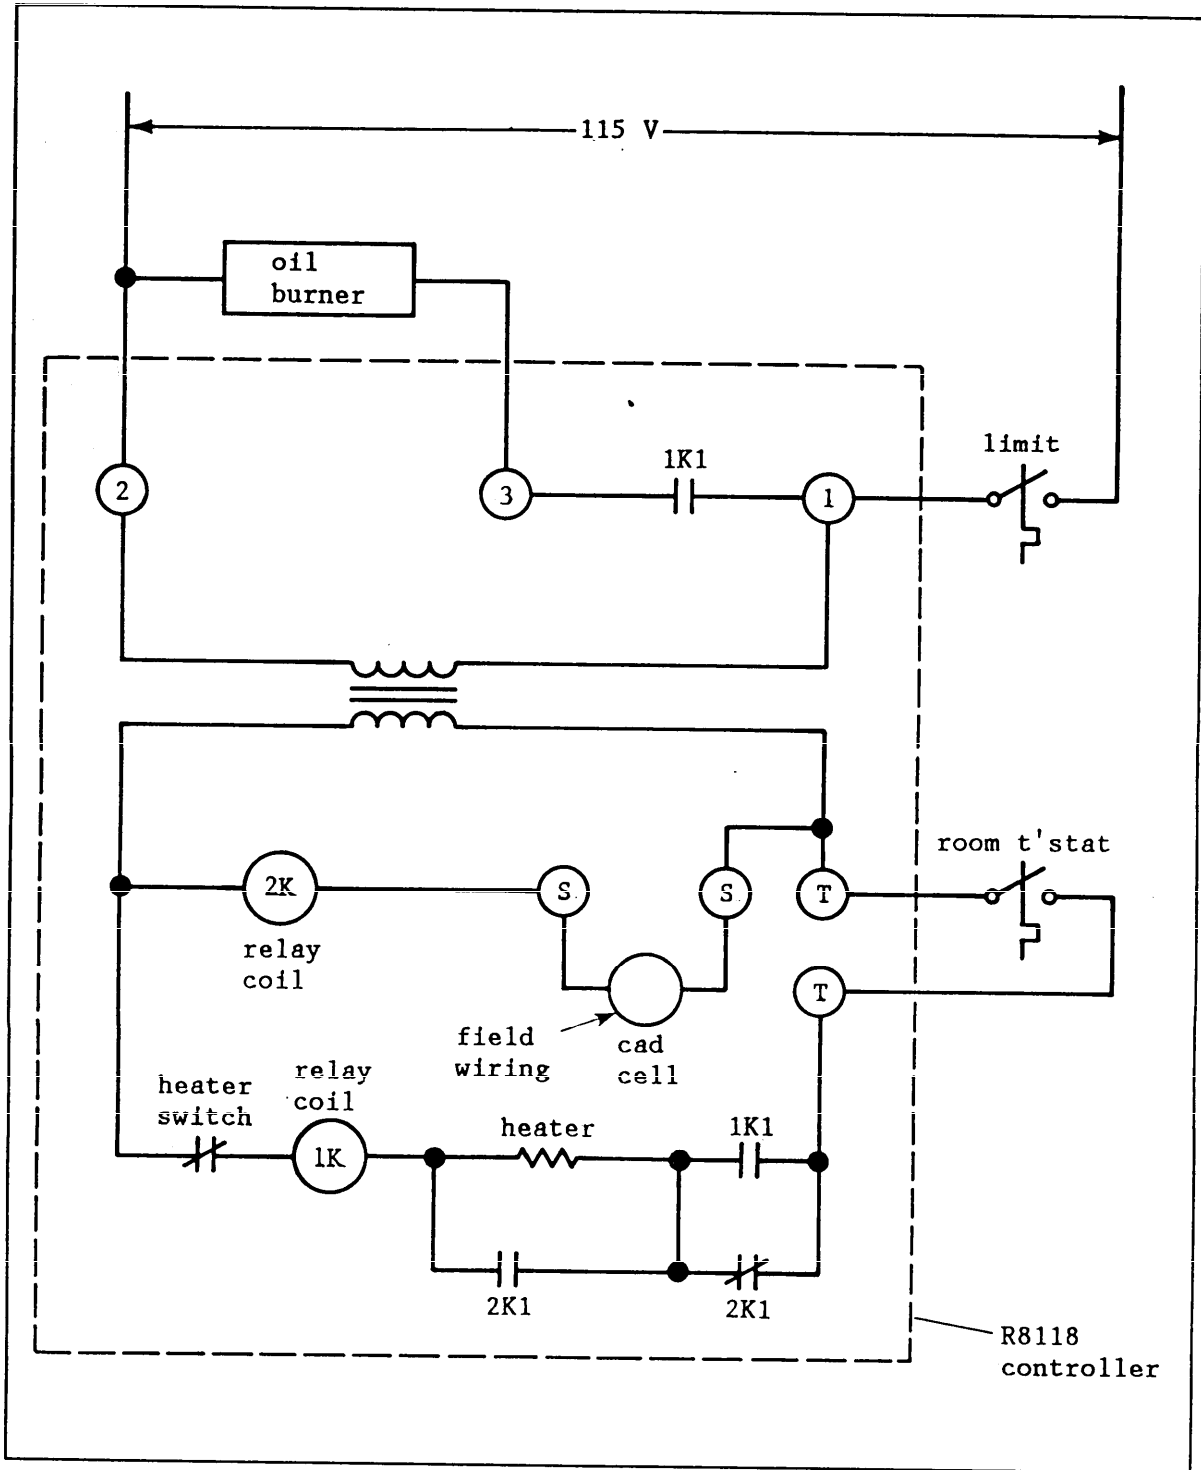 115 V
oil
burner
limit
1K1
2
3
1
room t'stat
2K
S
S
T
relay
coil
T
field
wiring
cad
cell
heater
switch
relay
coil
heater
1K1
1K
2K1
2K1
R8118
controller